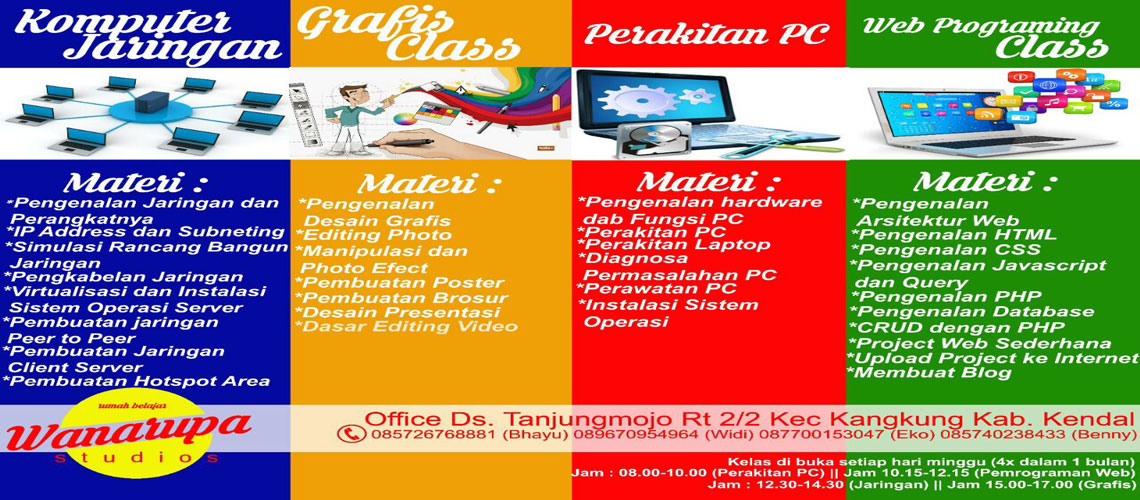 Komputer
Jaringan
Materi :
*Pengenalan Jaringan dan
Perangkatnya
*IP Address dan Subneting
*Simulasi Rancang Bangun
Jaringan
*Pengkabelan Jaringan
*Virtualisasi dan Instalasi
Sistem Operasi Server
*Pembuatan jaringan
Peer to Peer
*Pembuatan Jaringan
Client Server
*Pembuatan Hotspot Area
Grafis
Class
Materi :
*Pengenalan
Desain Grafis
*Editing Photo
*Manipulasi dan
Photo Efect
*Pembuatan Poster
*Pembuatan Brosur
*Desain Presentasi
*Dasar Editing Video
Perakitan PC
Materi :
*Pengenalan hardware
dab Fungsi PC
*Perakitan PC
*Perakitan Laptop
*Diagnosa
Permasalahan PC
*Perawatan PC
*Instalasi Sistem
Operasi
Web Programing
Class
Materi :
*Pengenalan
Arsitektur Web
*Pengenalan HTML
*Pengenalan CSS
*Pengenalan Javascript
dan Query
*Pengenalan PHP
*Pengenalan Database
*CRUD dengan PHP
*Project Web Sederhana
*Upload Project ke Internet
*Membuat Blog
rumah belajar
Wanarupa
studios
Office Ds. Tanjungmojo Rt 2/2 Kec Kangkung Kab. Kendal
085726768881 (Bhayu) 089670954964 (Widi) 087700153047 (Eko) 085740238433 (Benny)
Kelas di buka setiap hari minggu (4x dalam 1 bulan)
Jam : 08.00-10.00 (Perakitan PC) || Jam 10.15-12.15 (Pemrograman Web)
Jam : 12.30-14.30 (Jaringan) || Jam 15.00-17.00 (Grafis)